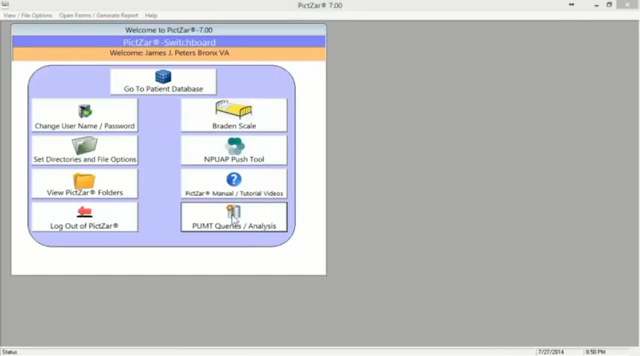 PictZar® 7.00
View / File Options   Open Forms / Generate Report   Help
Welcome to PictZar®-7.00
PictZar®-Switchboard
Welcome: James J. Peters Bronx VA
Go To Patient Database
Change User Name / Password
Braden Scale
Set Directories and File Options
NPUAP Push Tool
View PictZar® Folders
PictZar® Manual / Tutorial Videos
Log Out of PictZar®
PUMT Queries / Analysis
Status
7/27/2014
8:50 PM